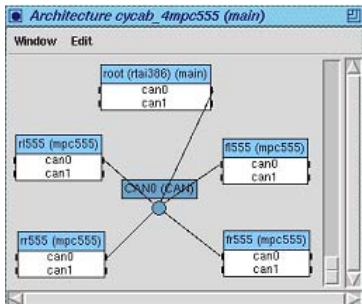 Architecture cycab_4mpc555 (main)
Window Edit
root (rtai386) (main)
can0
can1
rl555 (mpc555)
can0
can1
fl555 (mpc555)
can0
can1
CAN0 (CAN)
rr555 (mpc555)
can0
can1
fr555 (mpc555)
can0
can1